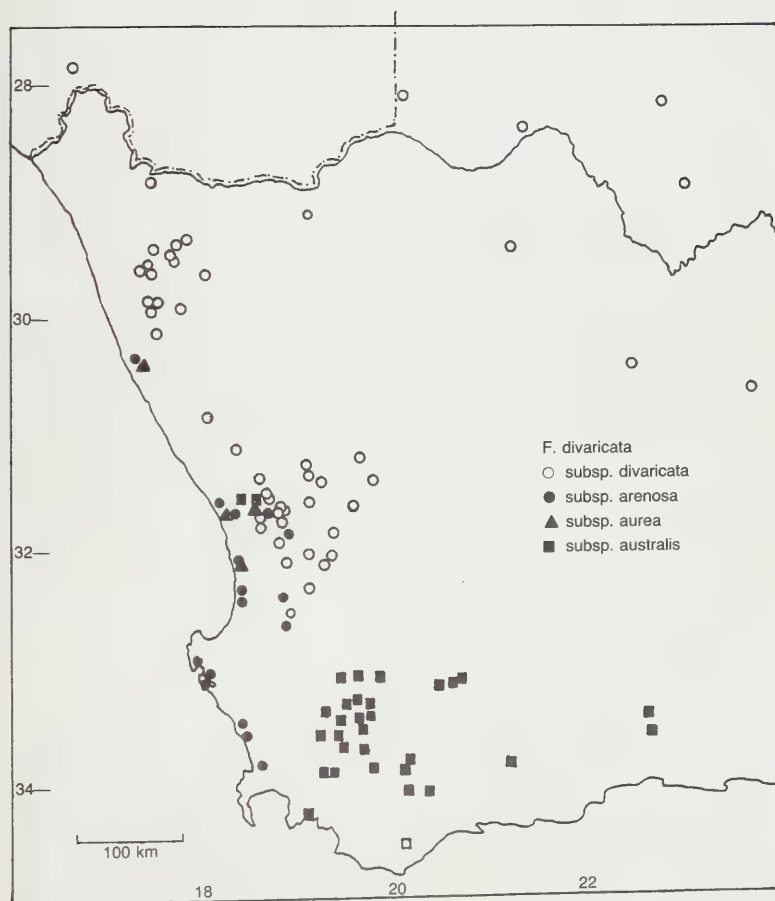 28
30
32
34
F. divaricata
subsp. divaricata
subsp. arenosa
subsp. aurea
subsp. australis
100 km
18
20
22